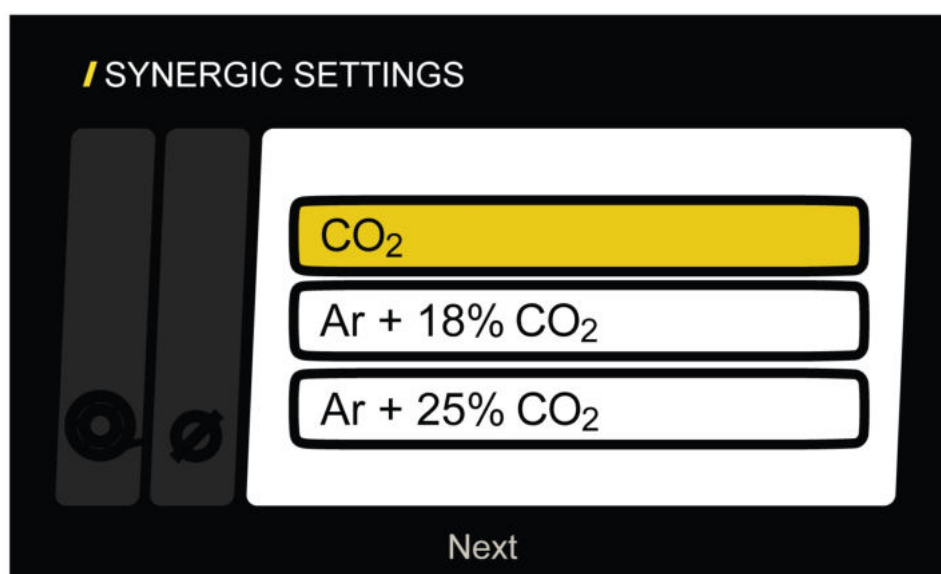 SYNERGIC SETTINGS
CO₂
Ar + 18% CO₂
Ar + 25% CO₂
Next